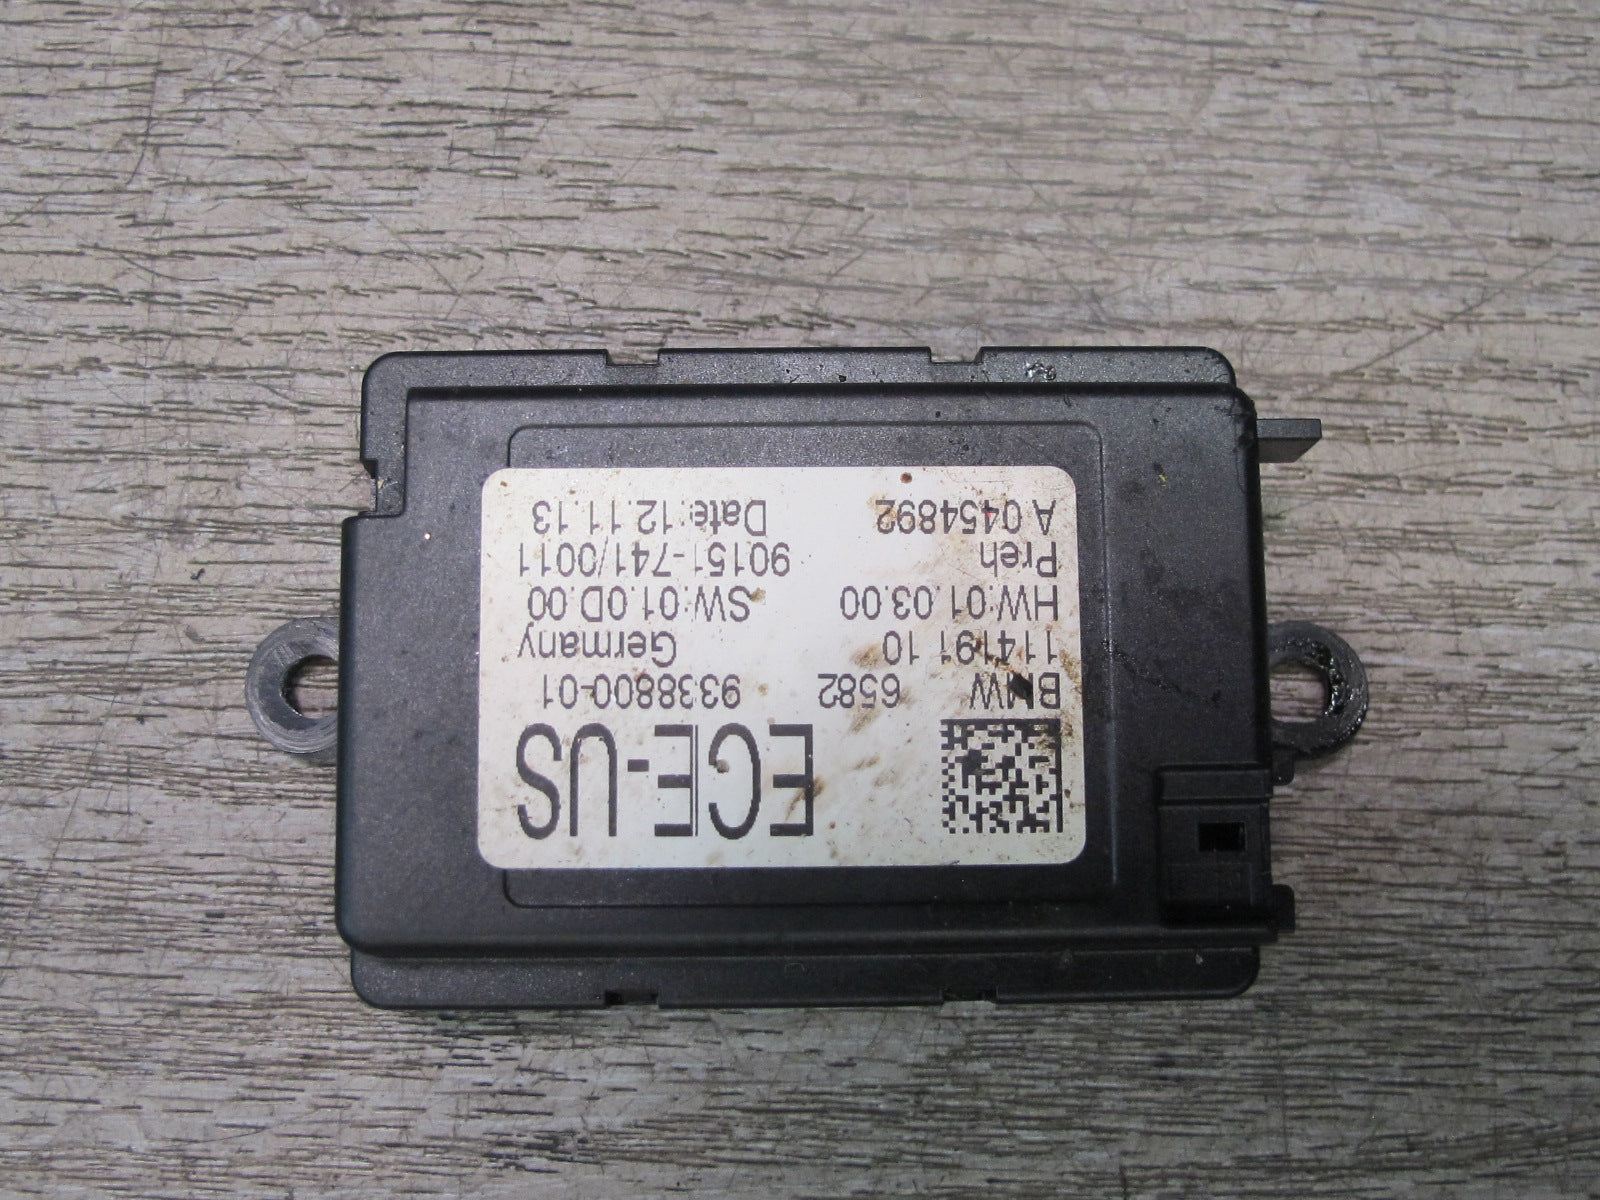 ECE-US
BMW 6582 9338800-01
114191 10 Germany
HW:01.03.00 SW:01.0D.00
Preh 90151-741/0011
A 0454892 Date:12.11.13